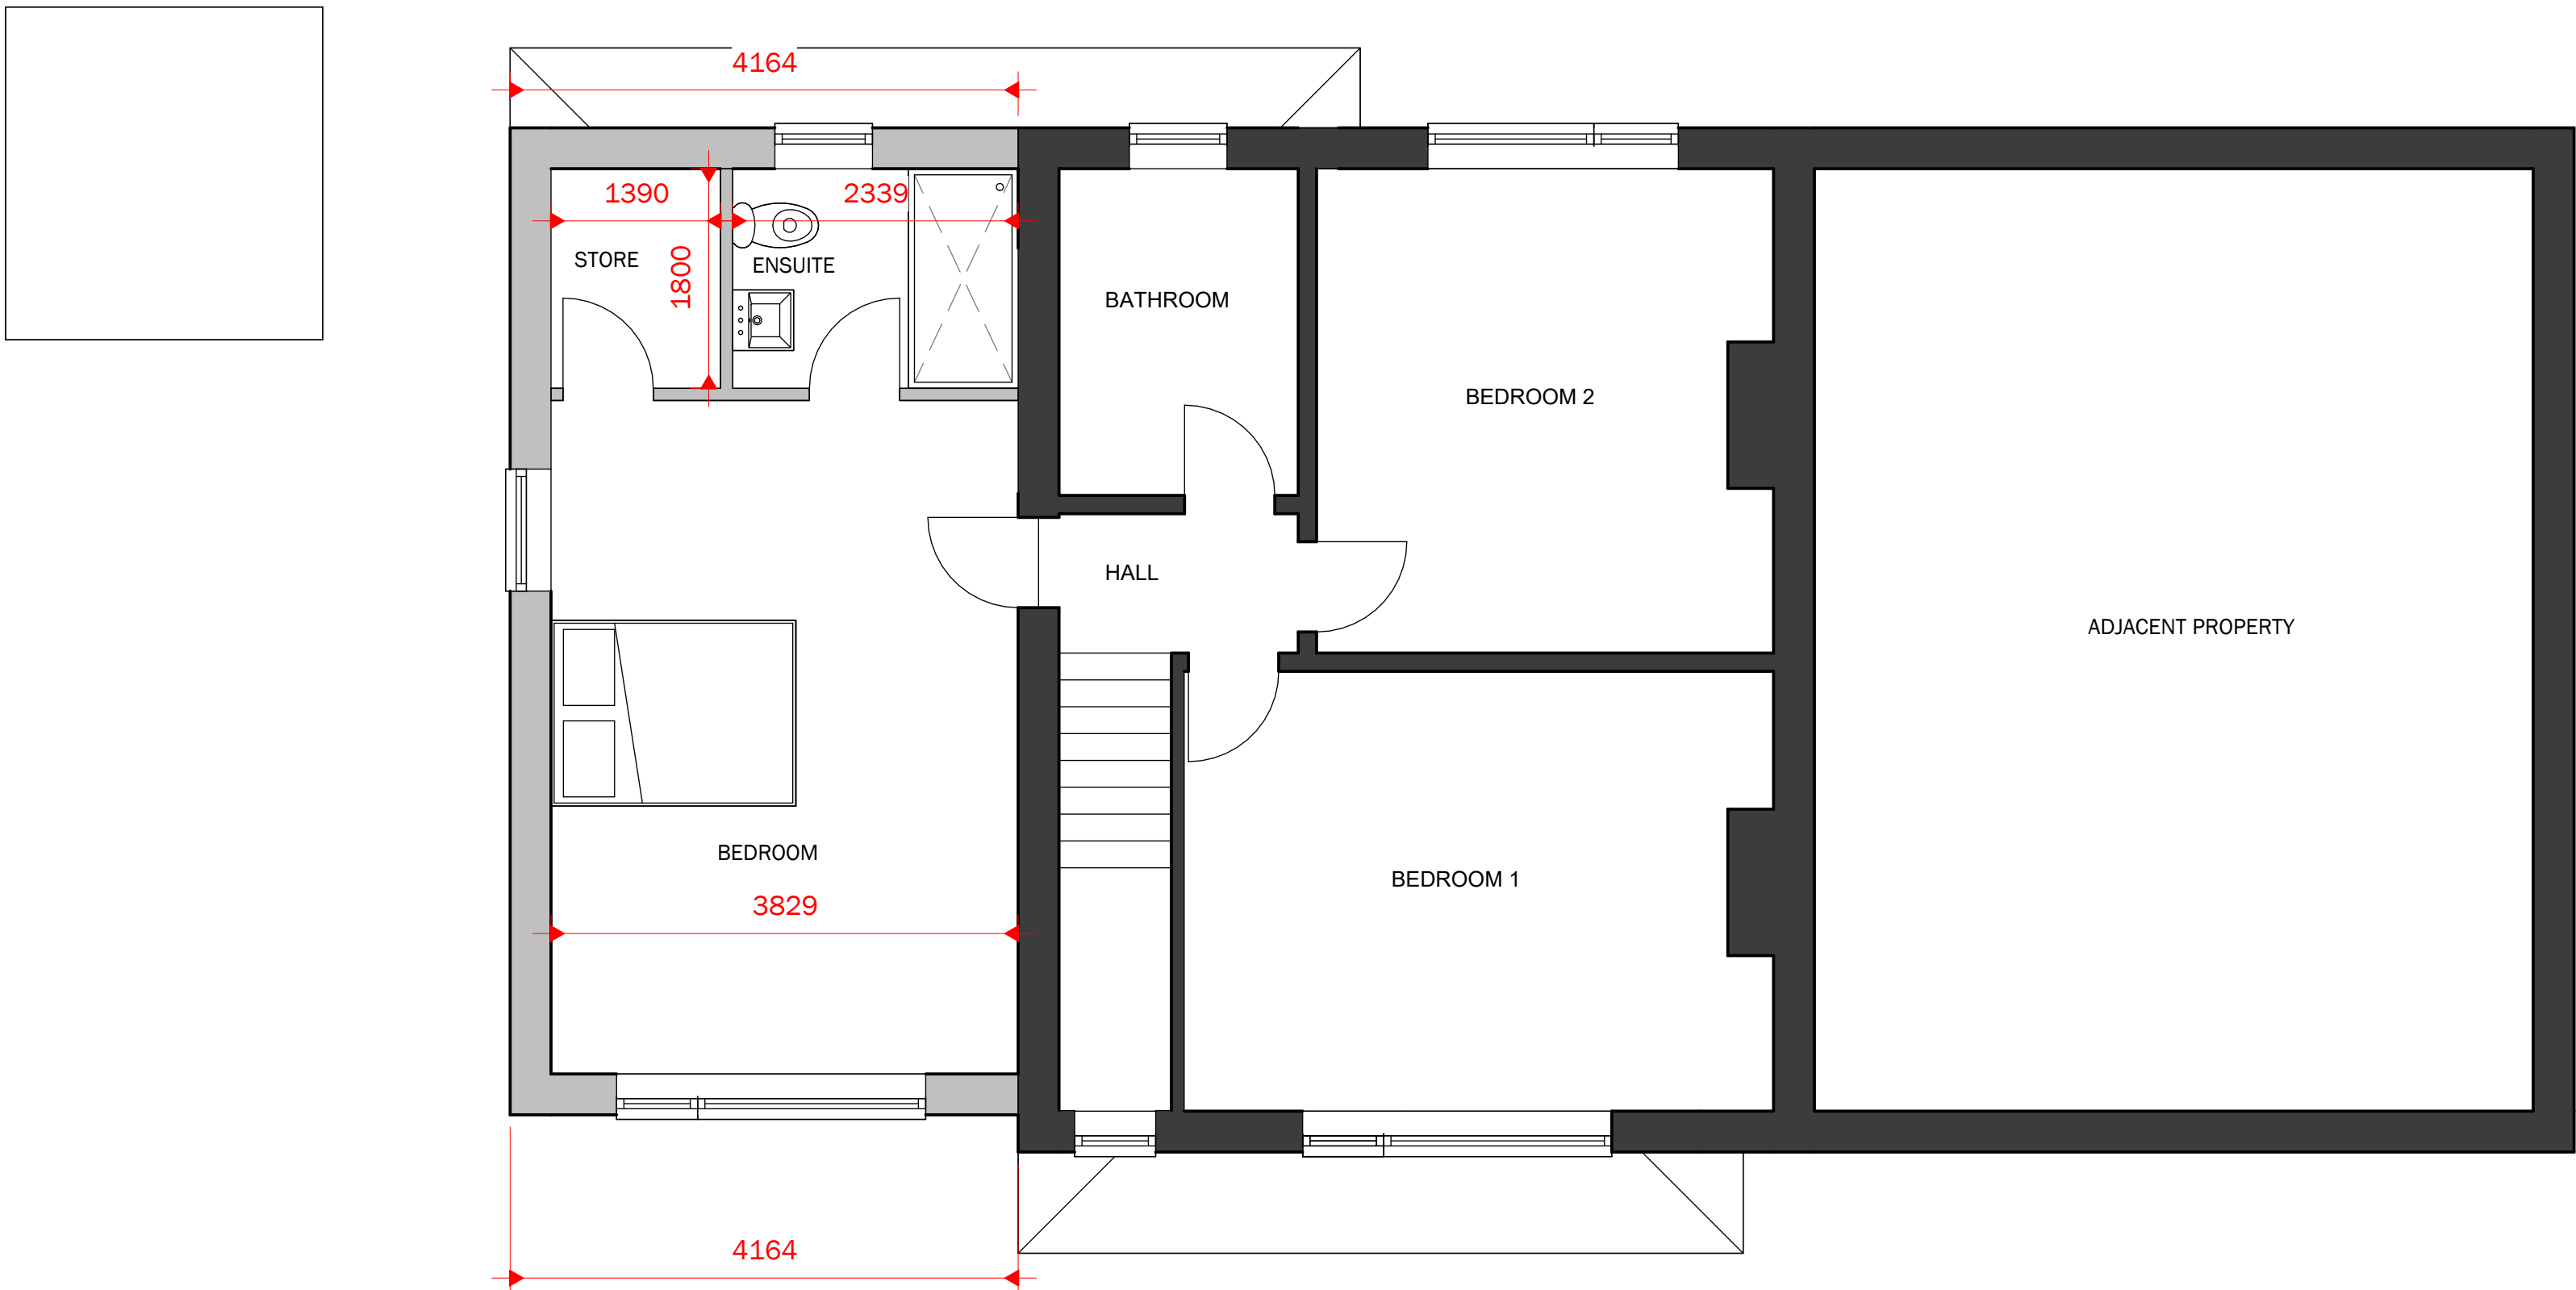 4164
1390
2339
STORE
1800
ENSUITE
BATHROOM
BEDROOM 2
HALL
ADJACENT PROPERTY
BEDROOM
BEDROOM 1
3829
4164